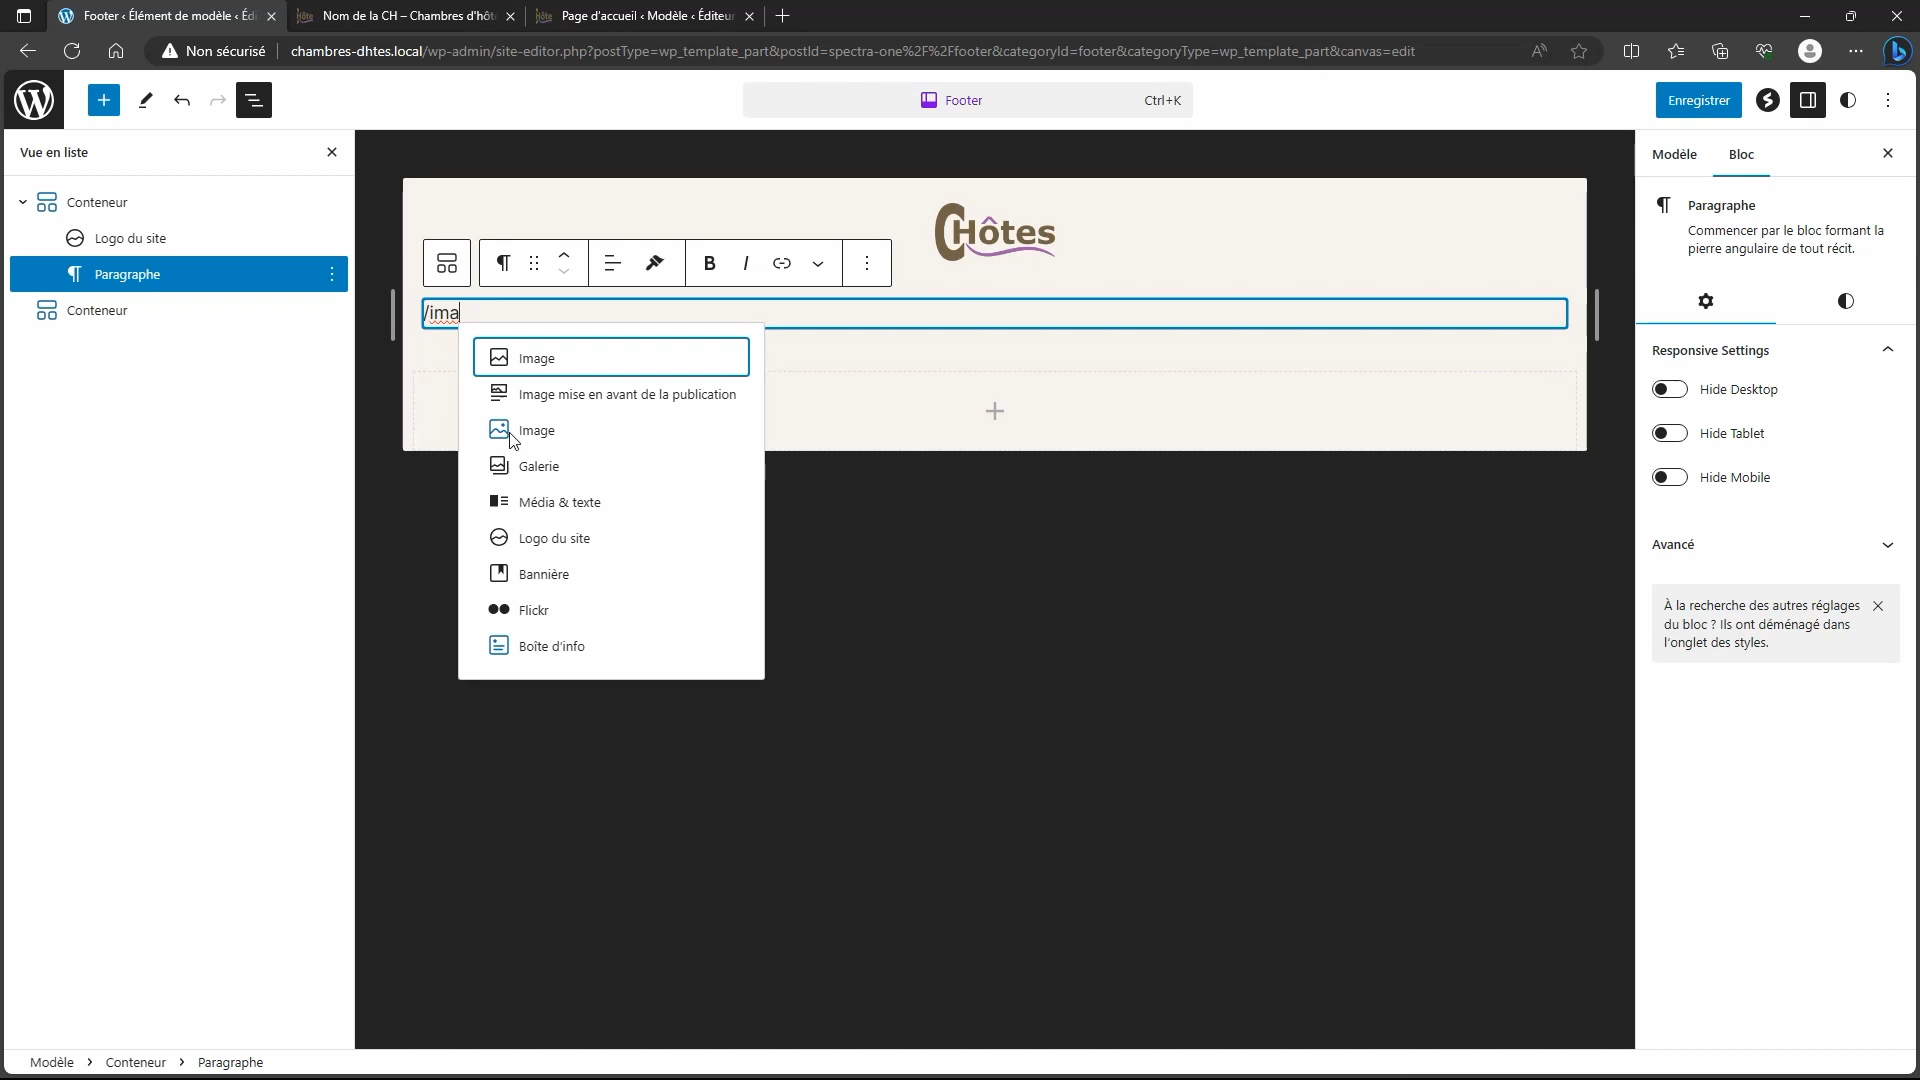 Footer ‹ Élément de modèle ‹ Édi
Nom de la CH – Chambres d'hôt
Page d'accueil ‹ Modèle ‹ Éditeur
Non sécurisé
chambres-dhtes.local/wp-admin/site-editor.php?postType=wp_template_part&postId=spectra-one%2F%2Ffooter&categoryId=footer&categoryType=wp_template_part&canvas=edit
Footer
Ctrl+K
Enregistrer
Vue en liste
Conteneur
Logo du site
Paragraphe
Conteneur
CHôtes
B I
/ima
Image
Image mise en avant de la publication
Image
Galerie
Média & texte
Logo du site
Bannière
Flickr
Boîte d'info
Modèle
Bloc
Paragraphe
Commencer par le bloc formant la
pierre angulaire de tout récit.
Responsive Settings
Hide Desktop
Hide Tablet
Hide Mobile
Avancé
À la recherche des autres réglages
du bloc ? Ils ont déménagé dans
l'onglet des styles.
Modèle > Conteneur > Paragraphe